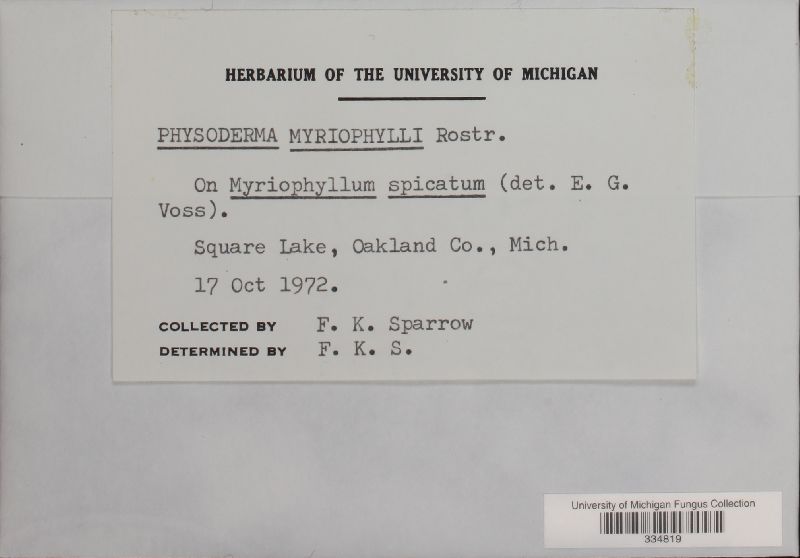 HERBARIUM OF THE UNIVERSITY OF MICHIGAN
PHYSODERMA MYRIOPHYLLI Rostr.
On Myriophyllum spicatum (det. E. G.
Voss).
Square Lake, Oakland Co., Mich.
17 Oct 1972.
COLLECTED BY F. K. Sparrow
DETERMINED BY F. K. S.
University of Michigan Fungus Collection
334819